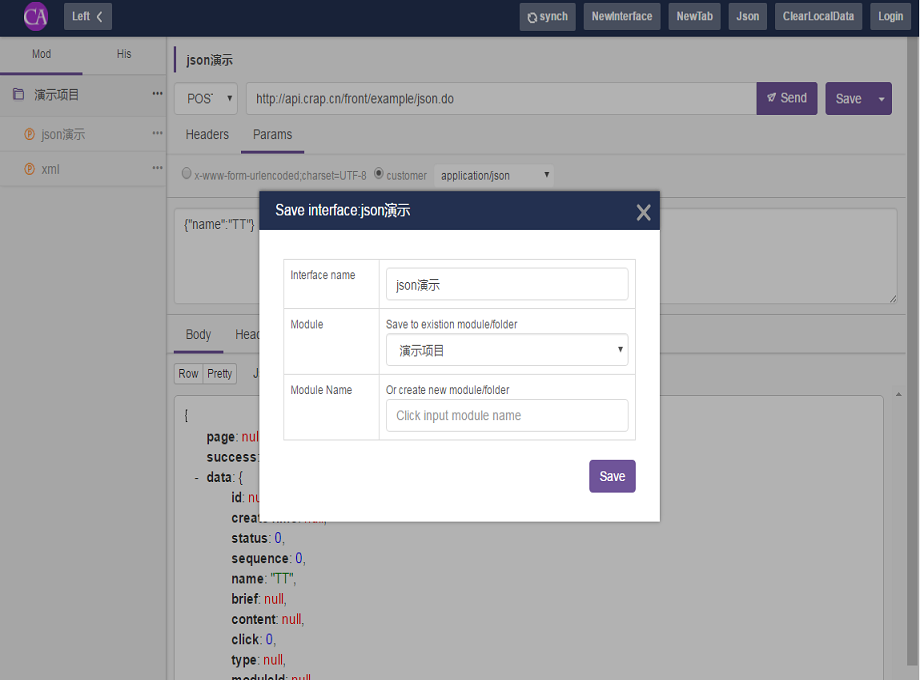 CA Left synch NewInterface NewTab Json ClearLocalData Login
Mod His
演示项目
json演示
xml
json演示
POST http://api.crap.cn/front/example/json.do Send Save
Headers Params
x-www-form-urlencoded;charset=UTF-8 customer application/json
{"name":"TT"}
Save interface:json演示
Interface name json演示
Module Save to existion module/folder
演示项目
Module Name Or create new module/folder
Click input module name
Save
Body
Row Pretty
{
page:
success:
- data: {
id:
status: 0,
sequence: 0,
name: "TT",
brief: null,
content: null,
click: 0,
type: null,
moduleId: null